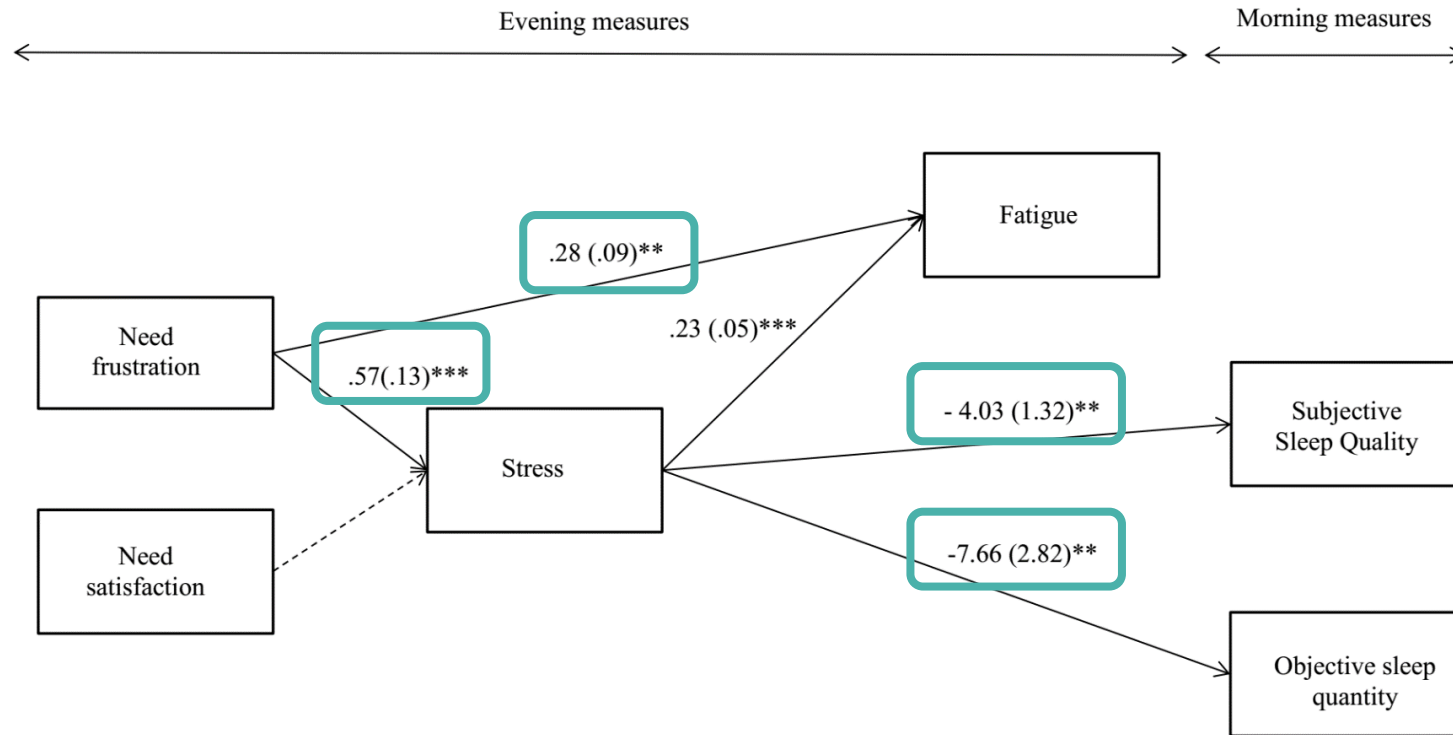 Evening measures
Morning measures
Fatigue
.28 (.09)**
.23 (.05)***
Need
frustration
.57(.13)***
- 4.03 (1.32)**
Subjective
Sleep Quality
Stress
Need
satisfaction
-7.66 (2.82)**
Objective sleep
quantity